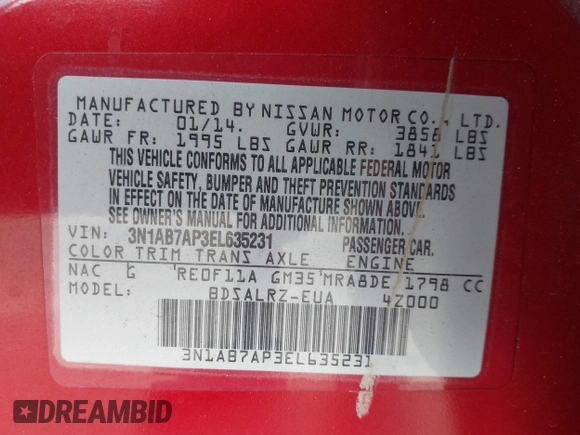 MANUFACTURED BY NISSAN MOTOR CO., LTD.
DATE: 01/14. GVWR: 3858 LBS
GAWR FR: 1995 LBS GAWR RR: 1841 LBS
THIS VEHICLE CONFORMS TO ALL APPLICABLE FEDERAL MOTOR
VEHICLE SAFETY, BUMPER AND THEFT PREVENTION STANDARDS
IN EFFECT ON THE DATE OF MANUFACTURE SHOWN ABOVE.
SEE OWNER'S MANUAL FOR ADDITIONAL INFORMATION.
VIN: 3N1AB7AP3EL635231 PASSENGER CAR.
COLOR TRIM TRANS AXLE ENGINE
NAC G RE0F11A GM35 MRA8DE 1798 CC
MODEL: BDSALRZ-EUA 4Z000
3N1AB7AP3EL635231
DREAMBID